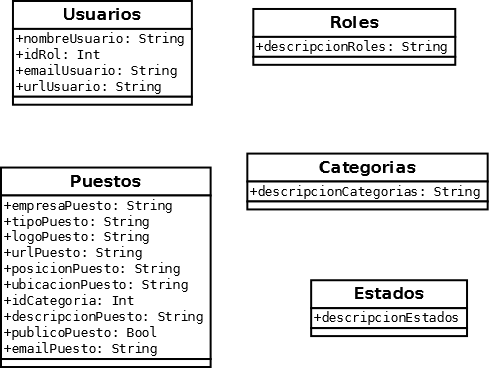 Usuarios
+nombreUsuario: String
+idRol: Int
+emailUsuario: String
+urlUsuario: String
Roles
+descripcionRoles: String
Puestos
+empresaPuesto: String
+tipoPuesto: String
+logoPuesto: String
+urlPuesto: String
+posicionPuesto: String
+ubicacionPuesto: String
+idCategoria: Int
+descripcionPuesto: String
+publicoPuesto: Bool
+emailPuesto: String
Categorias
+descripcionCategorias: String
Estados
+descripcionEstados